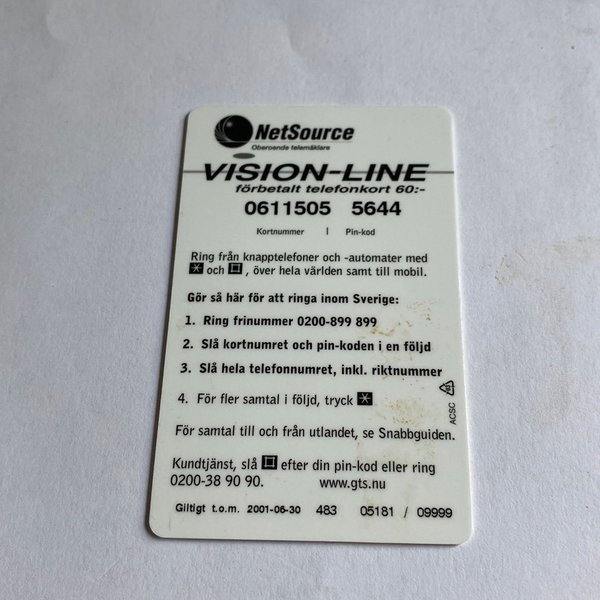 NetSource
Oberoende telemäklare
VISION-LINE
förbetalt telefonkort 60:-
0611505 5644
Kortnummer | Pin-kod
Ring från knapptelefoner och -automater med
* och # , över hela världen samt till mobil.
Gör så här för att ringa inom Sverige:
1. Ring frinummer 0200-899 899
2. Slå kortnumret och pin-koden i en följd
3. Slå hela telefonnumret, inkl. riktnummer
4. För fler samtal i följd, tryck *
För samtal till och från utlandet, se Snabbguiden.
Kundtjänst, slå # efter din pin-kod eller ring
0200-38 90 90. www.gts.nu
Giltigt t.o.m. 2001-06-30 483 05181 / 09999
ACSC